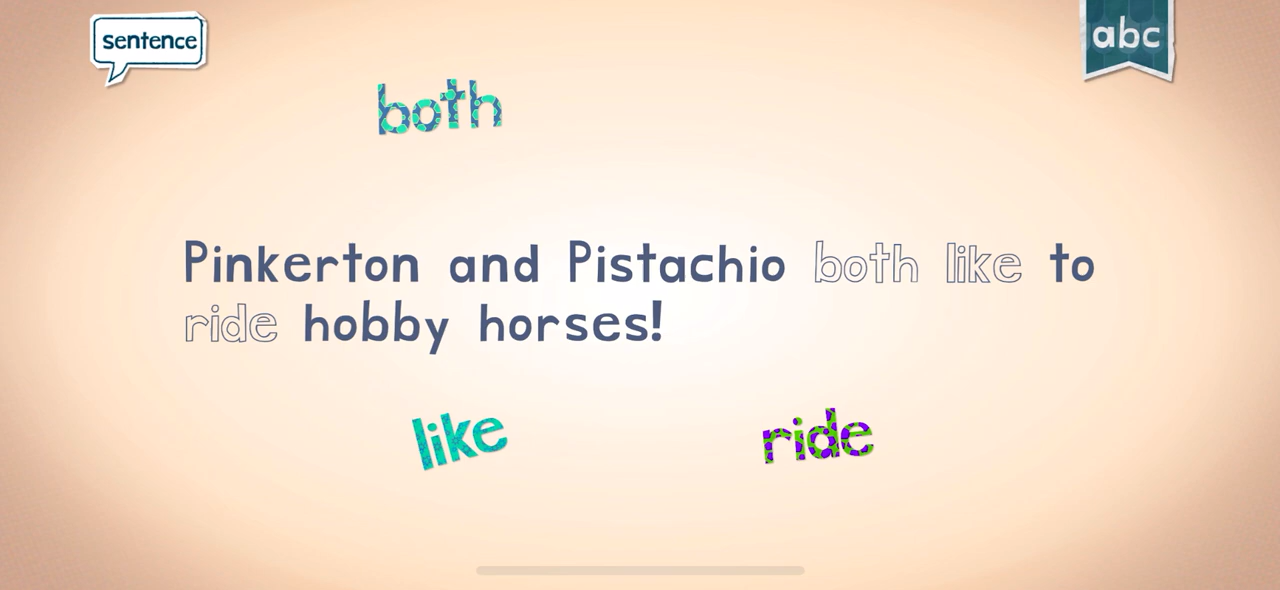 sentence
abc
both
Pinkerton and Pistachio both like to
ride hobby horses!
like
ride